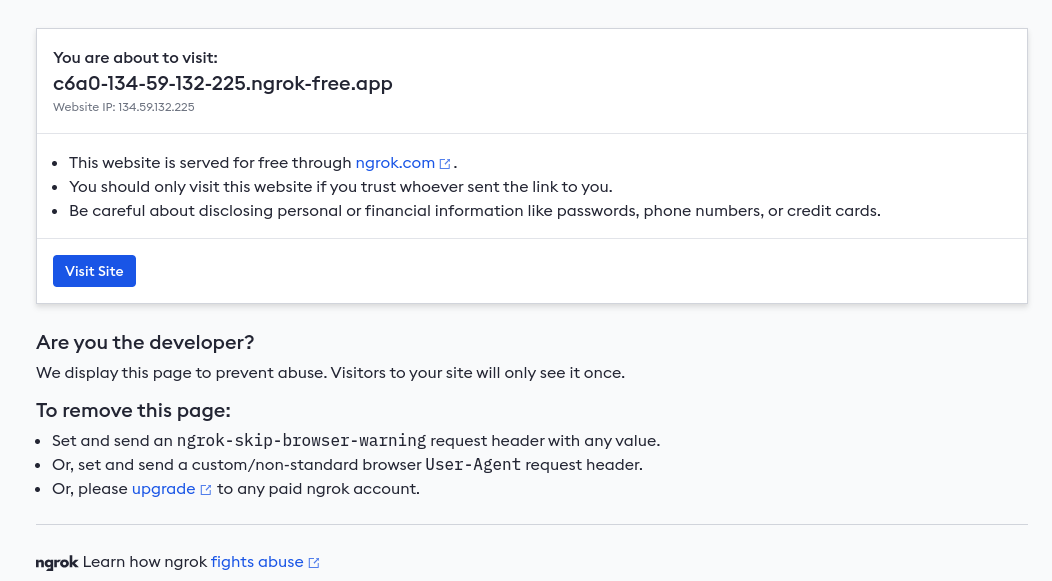 You are about to visit:
c6a0-134-59-132-225.ngrok-free.app
Website IP: 134.59.132.225
• This website is served for free through ngrok.com .
• You should only visit this website if you trust whoever sent the link to you.
• Be careful about disclosing personal or financial information like passwords, phone numbers, or credit cards.
Visit Site
Are you the developer?
We display this page to prevent abuse. Visitors to your site will only see it once.
To remove this page:
• Set and send an ngrok-skip-browser-warning request header with any value.
• Or, set and send a custom/non-standard browser User-Agent request header.
• Or, please upgrade to any paid ngrok account.
ngrok Learn how ngrok fights abuse